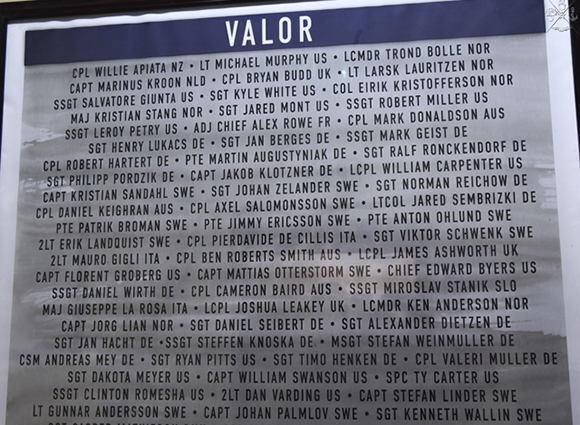 VALOR
CPL WILLIE APIATA NZ • LT MICHAEL MURPHY US • LCMDR TROND BOLLE NOR
CAPT MARINUS KROON NLD • CPL BRYAN BUDD UK • LT LARSK LAURITZEN NOR
SSGT SALVATORE GIUNTA US • SGT KYLE WHITE US • COL EIRIK KRISTOFFERSON NOR
MAJ KRISTIAN STANG NOR • SGT JARED MONT US • SSGT ROBERT MILLER US
SSGT LEROY PETRY US • ADJ CHIEF ALEX ROWE FR • CPL MARK DONALDSON AUS
SGT HENRY LUKACS DE • SGT JAN BERGES DE • SSGT MARK GEIST DE
CPL ROBERT HARTERT DE • PTE MARTIN AUGUSTYNIAK DE • SGT RALF RONCKENDORF DE
SGT PHILIPP PORDZIK DE • CAPT JAKOB KLOTZNER DE • LCPL WILLIAM CARPENTER US
CAPT KRISTIAN SANDAHL SWE • SGT JOHAN ZELANDER SWE • SGT NORMAN REICHOW DE
CPL DANIEL KEIGHRAN AUS • CPL AXEL SALOMONSSON SWE • LTCOL JARED SEMBRIZKI DE
PTE PATRIK BROMAN SWE • PTE JIMMY ERICSSON SWE • PTE ANTON OHLUND SWE
2LT ERIK LANDQUIST SWE • CPL PIERDAVIDE DE CILLIS ITA • SGT VIKTOR SCHWENK SWE
2LT MAURO GIGLI ITA • CPL BEN ROBERTS SMITH AUS • LCPL JAMES ASHWORTH UK
CAPT FLORENT GROBERG US • CAPT MATTIAS OTTERSTORM SWE • CHIEF EDWARD BYERS US
SSGT DANIEL WIRTH DE • CPL CAMERON BAIRD AUS • SSGT MIROSLAV STANIK SLO
MAJ GIUSEPPE LA ROSA ITA • LCPL JOSHUA LEAKEY UK • LCMDR KEN ANDERSON NOR
CAPT JORG LIAN NOR • SGT DANIEL SEIBERT DE • SGT ALEXANDER DIETZEN DE
SGT JAN HACHT DE •SSGT STEFFEN KNOSKA DE • MSGT STEFAN WEINMULLER DE
CSM ANDREAS MEY DE • SGT RYAN PITTS US • SGT TIMO HENKEN DE • CPL VALERI MULLER DE
SGT DAKOTA MEYER US • CAPT WILLIAM SWANSON US • SPC TY CARTER US
SSGT CLINTON ROMESHA US • 2LT DAN VARDING US • CAPT STEFAN LINDER SWE
LT GUNNAR ANDERSSON SWE • CAPT JOHAN PALMLOV SWE • SGT KENNETH WALLIN SWE